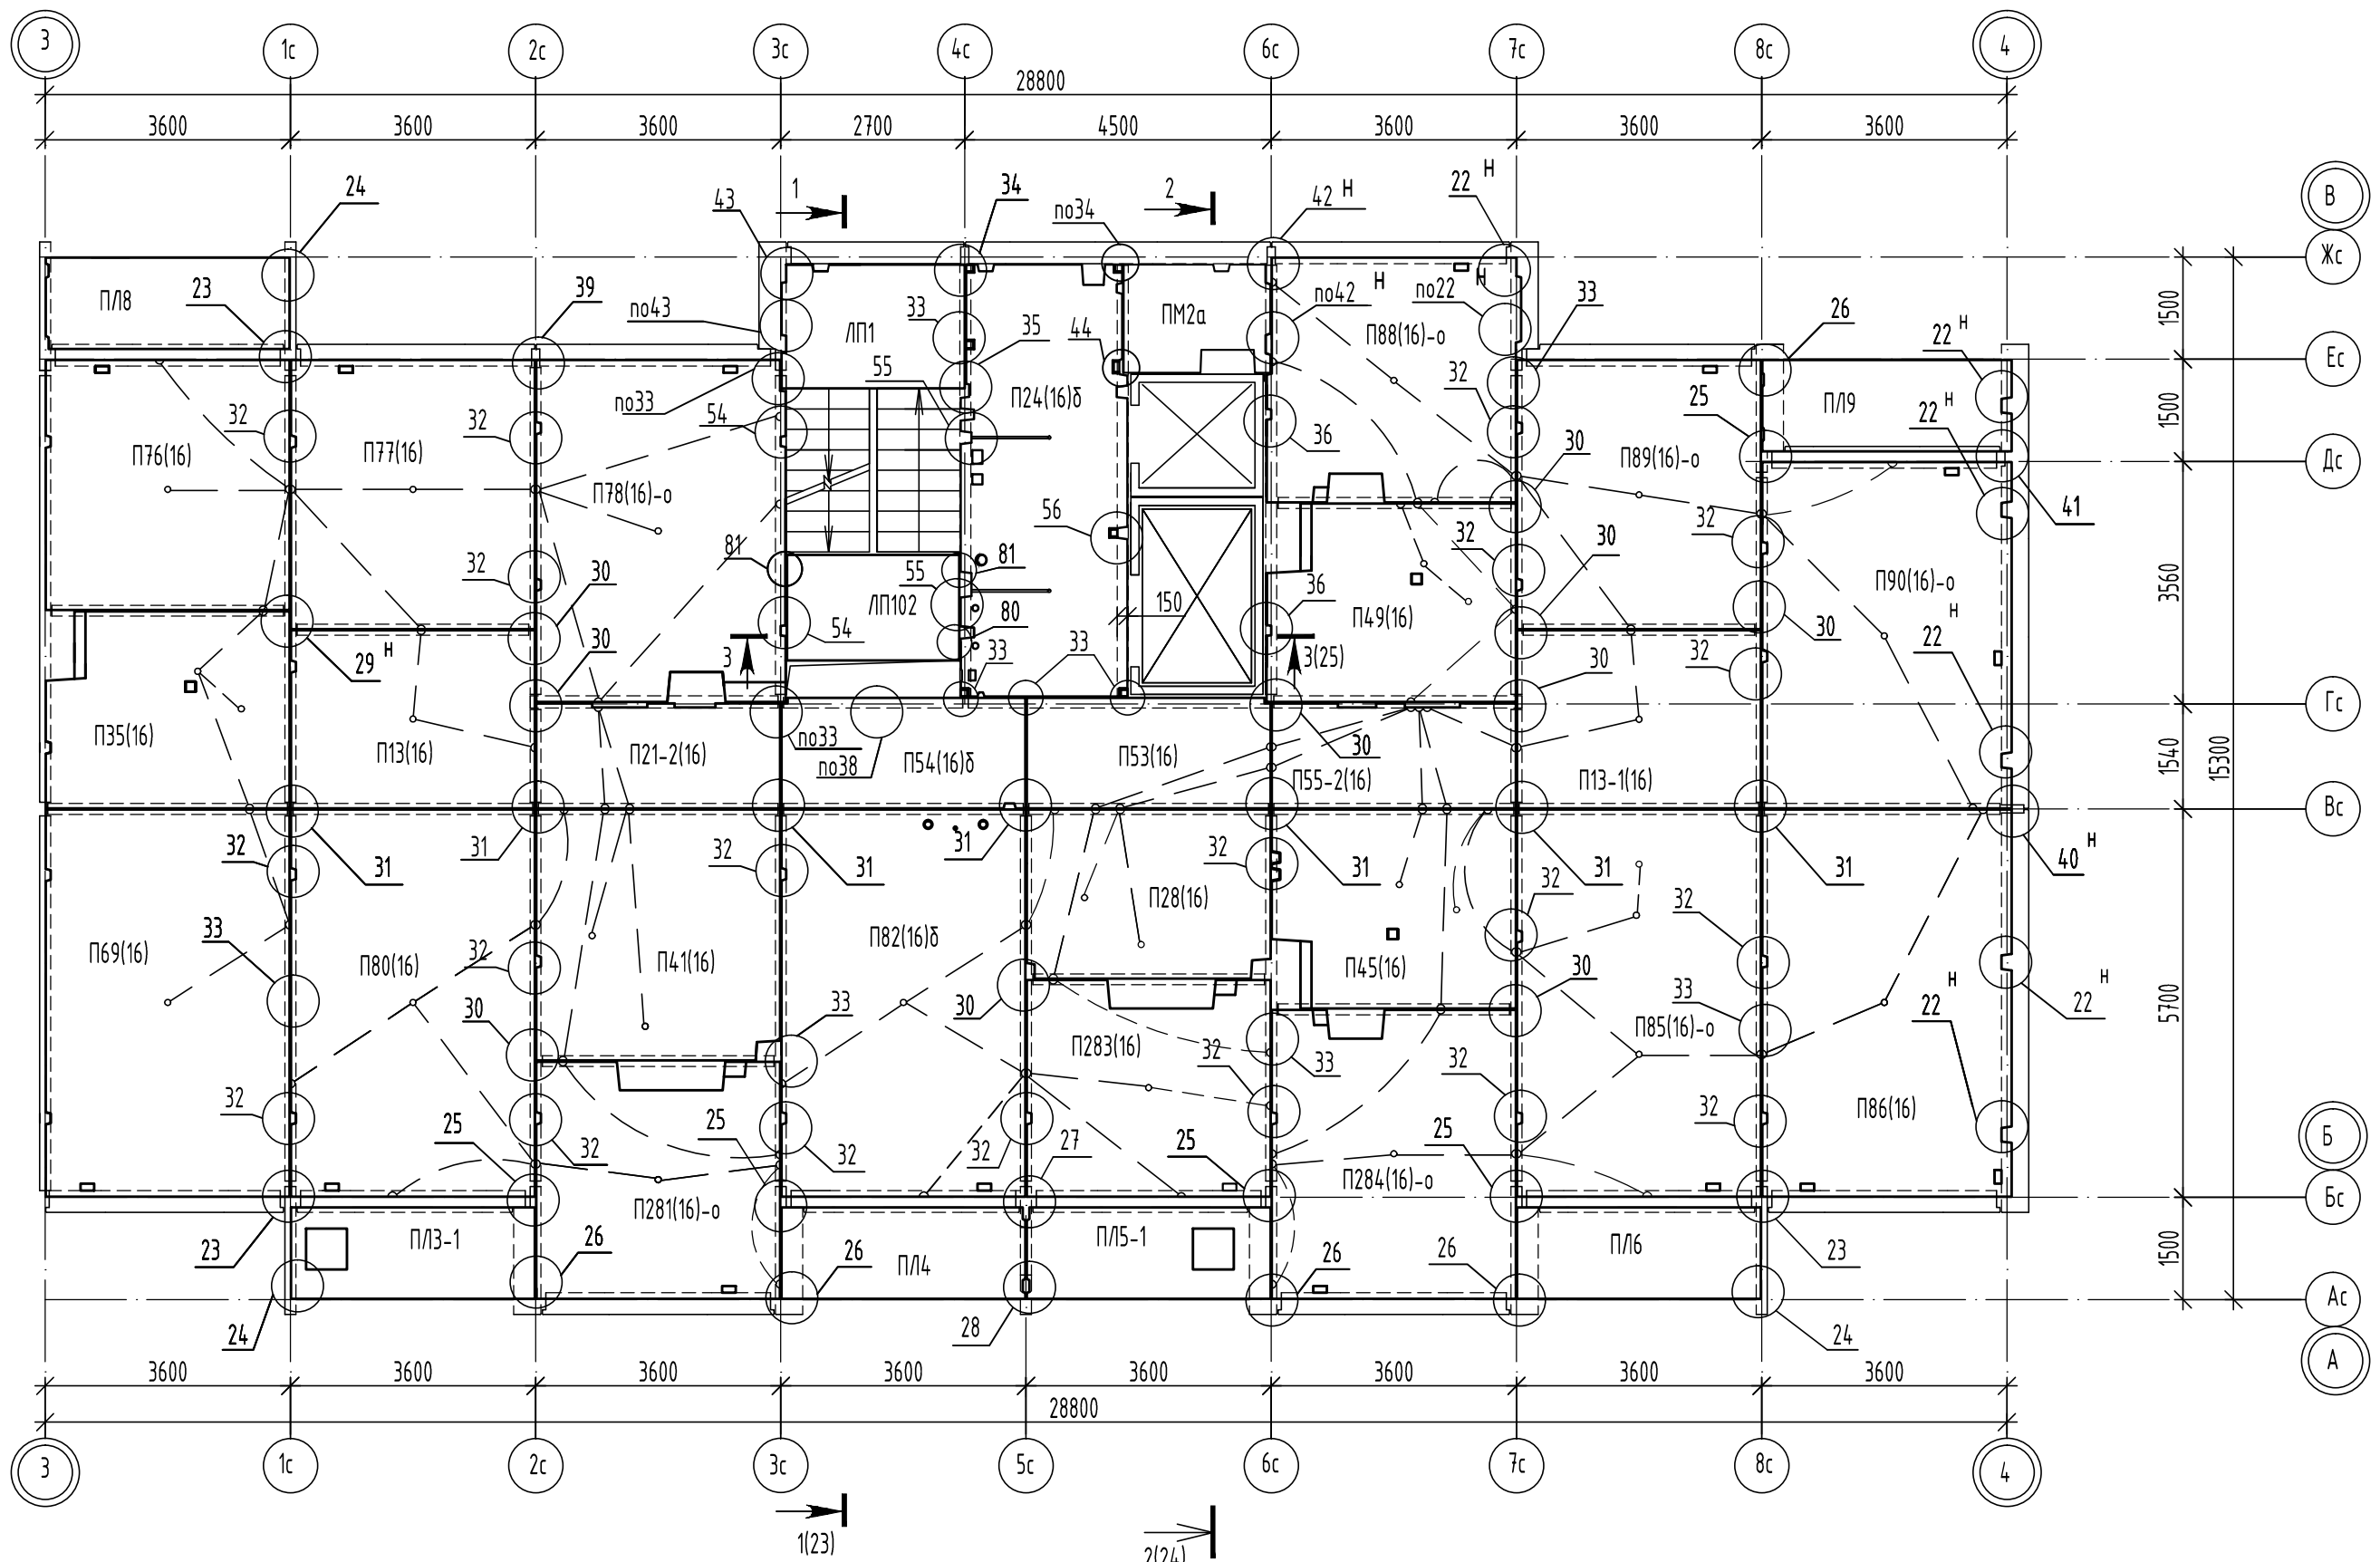 3 1с 2с 3с 4с 6с 7с 8с 4
28800
3600 3600 3600 2700 4500 3600 3600 3600
24 43 1 34 по34 2 42 Н 22 Н В
Жс
ПЛ8 23 39 по43 ЛП1 33 35 44 ПМ2а по42 Н П88(16)-о по22 Н 33 26 22 Н 1500
Ес
32 П76(16) П77(16) 32 по33 54 55 П24(16)δ 36 32 30 25 ПЛ9 22 Н 1500
П89(16)-о Дс
П78(16)-о 56 32 30 32 41
81 32 30 55 81 36 П90(16)-о 3560
ЛП102 80 150 П49(16) 30 22 Н
29 Н 30 3 54 33 33 3(25) 30 32
Гс
П35(16) П13(16) П21-2(16) по33 по38 П54(16)δ П53(16) 30 П55-2(16) П13-1(16) 1540 15300
Вс
32 31 31 32 31 31 32 31 31 31 40 Н
П69(16) 33 П80(16) 32 П41(16) П82(16)δ П28(16) П45(16) 32 32 22 Н
30 33 30 П283(16) 33 30 33 П85(16)-о 22 Н 5700
32 32 32 32 П86(16)
25 32 25 32 32 27 25 25 Б
П281(16)-о П284(16)-о Бс
23 ПЛ3-1 26 ПЛ4 26 ПЛ5-1 26 26 ПЛ6 23 1500
Ас
24 28 24
А
3600 3600 3600 3600 3600 3600 3600 3600
28800
3 1с 2с 3с 5с 6с 7с 8с 4
1(23) 2(24)